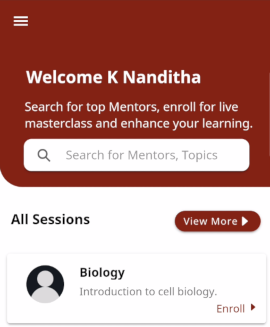 Welcome K Nanditha
Search for top Mentors, enroll for live
masterclass and enhance your learning.
Search for Mentors, Topics
All Sessions
View More
Biology
Introduction to cell biology.
Enroll